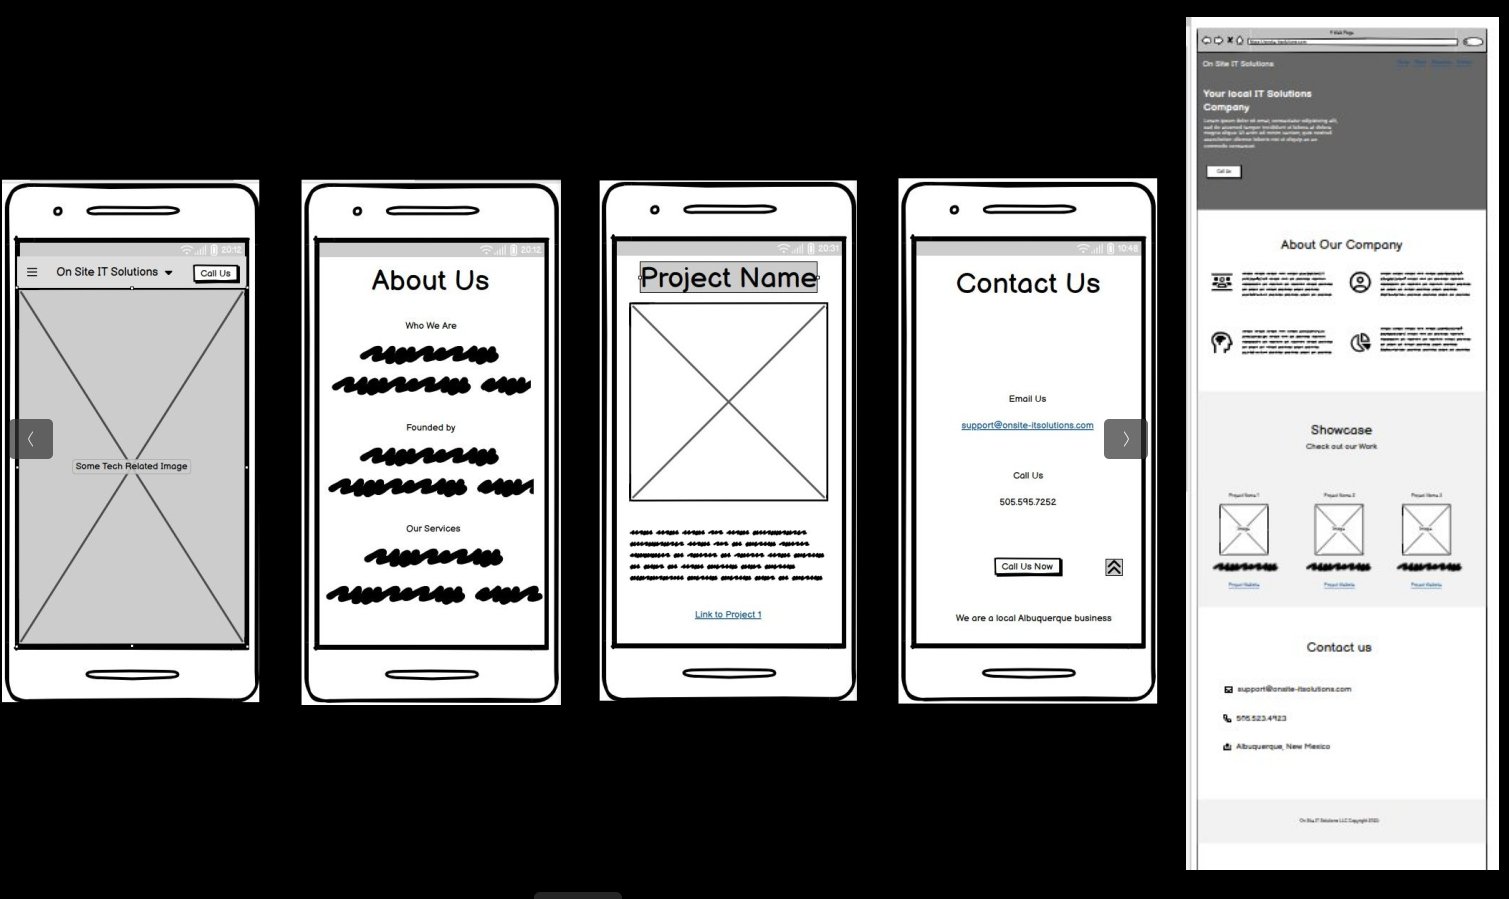 20:12
On Site IT Solutions
Call Us
Some Tech Related Image
20:12
About Us
Who We Are
Founded by
Our Services
20:31
Project Name
Link to Project 1
10:48
Contact Us
Email Us
support@onsite-itsolutions.com
Call Us
505.595.7252
Call Us Now
We are a local Albuquerque business
A Web Page
On Site IT Solutions
Your local IT Solutions
Company
Call Us
About Our Company
Showcase
Check out our Work
Project Name 1 Project Name 2 Project Name 3
Image Image Image
Project Website Project Website Project Website
Contact us
support@onsite-itsolutions.com
505.523.4923
Albuquerque, New Mexico
On Site IT Solutions LLC Copyright